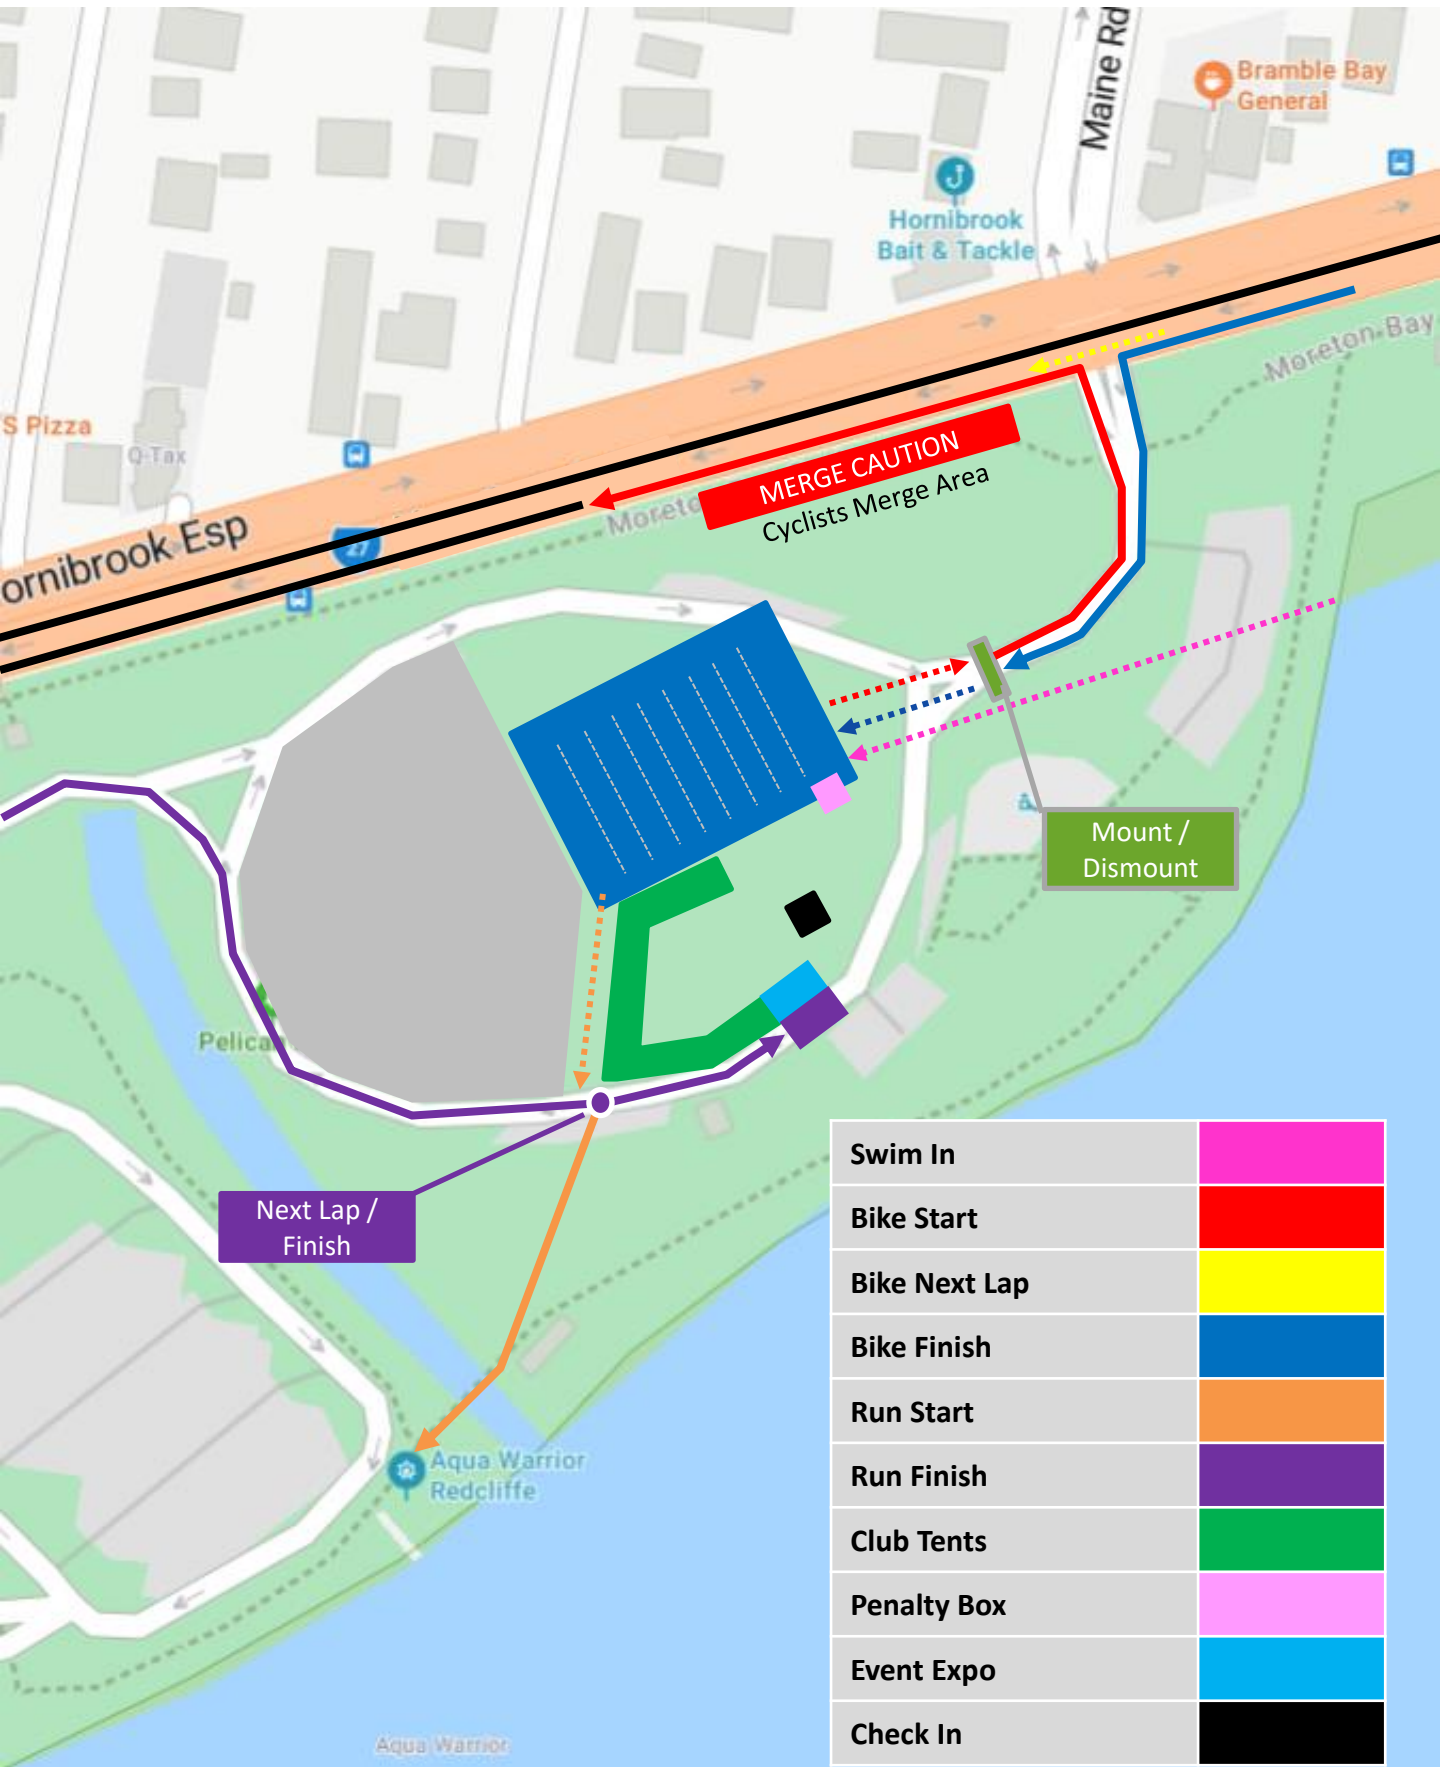 Maine Rd
Bramble Bay
General
Hornibrook
Bait & Tackle
Moreton-Bay
S Pizza
Q-Tax
MERGE CAUTION
Cyclists Merge Area
Moreto
ornibrook Esp
27
Mount /
Dismount
Pelican
Next Lap /
Finish
Aqua Warrior
Redcliffe
Aqua Warrior
Swim In
Bike Start
Bike Next Lap
Bike Finish
Run Start
Run Finish
Club Tents
Penalty Box
Event Expo
Check In